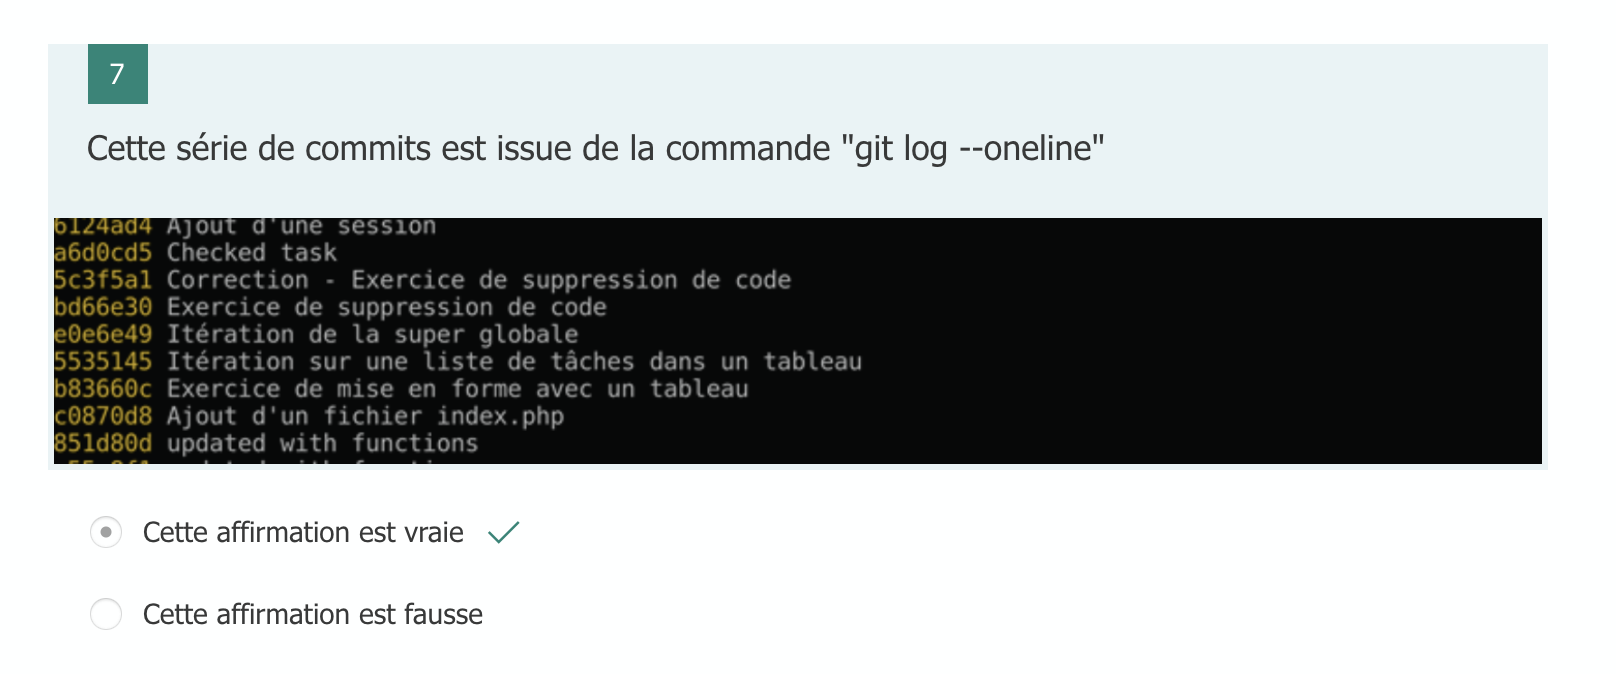 7
Cette série de commits est issue de la commande "git log --oneline"
6124ad4 Ajout d'une session
a6d0cd5 Checked task
5c3f5a1 Correction - Exercice de suppression de code
bd66e30 Exercice de suppression de code
e0e6e49 Itération de la super globale
5535145 Itération sur une liste de tâches dans un tableau
b83660c Exercice de mise en forme avec un tableau
c0870d8 Ajout d'un fichier index.php
851d80d updated with functions
Cette affirmation est vraie
Cette affirmation est fausse